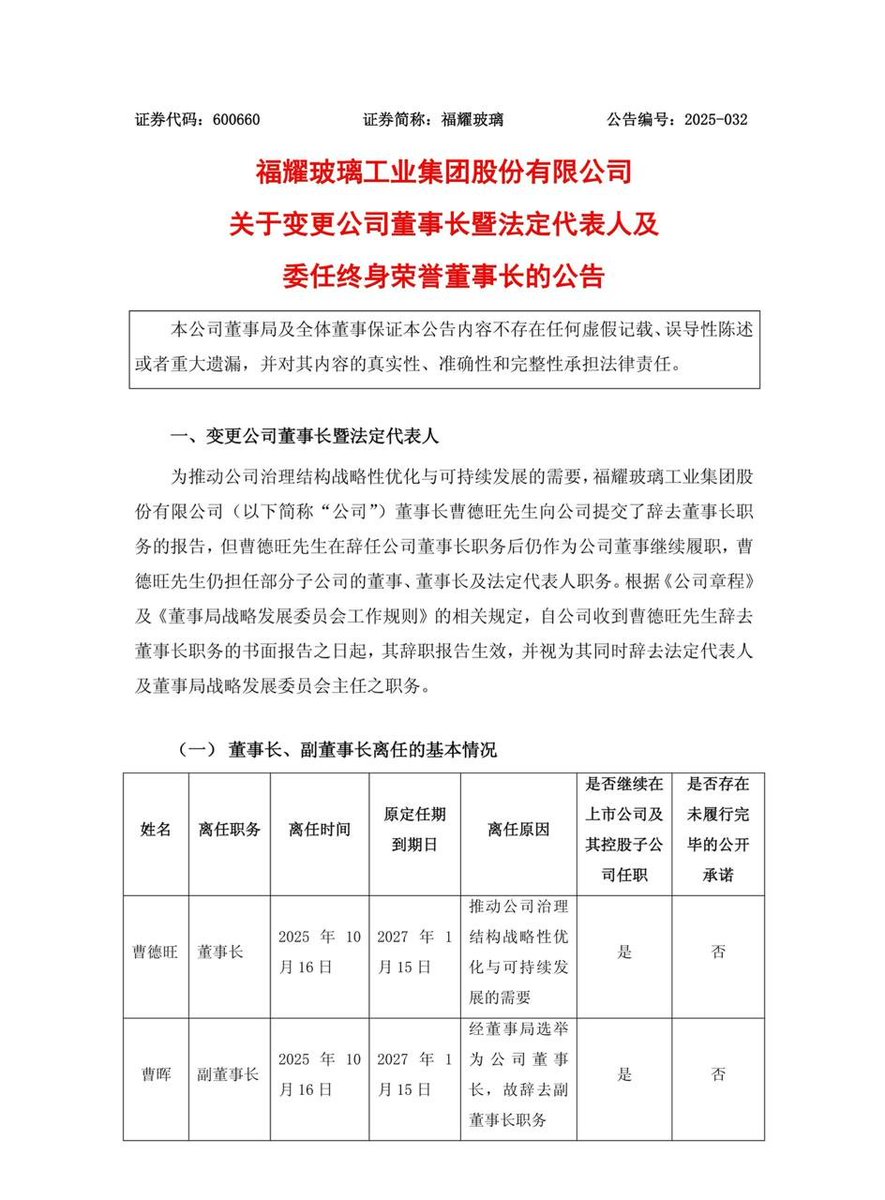 证券代码：600660 证券简称：福耀玻璃 公告编号：2025-032
福耀玻璃工业集团股份有限公司
关于变更公司董事长暨法定代表人及
委任终身荣誉董事长的公告
本公司董事局及全体董事保证本公告内容不存在任何虚假记载、误导性陈述
或者重大遗漏，并对其内容的真实性、准确性和完整性承担法律责任。
一、变更公司董事长暨法定代表人
为推动公司治理结构战略性优化与可持续发展的需要，福耀玻璃工业集团股
份有限公司（以下简称“公司”）董事长曹德旺先生向公司提交了辞去董事长职
务的报告，但曹德旺先生在辞任公司董事长职务后仍作为公司董事继续履职，曹
德旺先生仍担任部分子公司的董事、董事长及法定代表人职务。根据《公司章程》
及《董事局战略发展委员会工作规则》的相关规定，自公司收到曹德旺先生辞去
董事长职务的书面报告之日起，其辞职报告生效，并视为其同时辞去法定代表人
及董事局战略发展委员会主任之职务。
（一） 董事长、副董事长离任的基本情况
姓名
离任职务
离任时间
原定任期
到期日
离任原因
是否继续在
上市公司及
其控股子公
司任职
是否存在
未履行完
毕的公开
承诺
曹德旺
董事长
2025 年 10
月 16 日
2027 年 1
月 15 日
推动公司治理
结构战略性优
化与可持续发
展的需要
是
否
曹晖
副董事长
2025 年 10
月 16 日
2027 年 1
月 15 日
经董事局选举
为公司董事
长，故辞去副
董事长职务
是
否